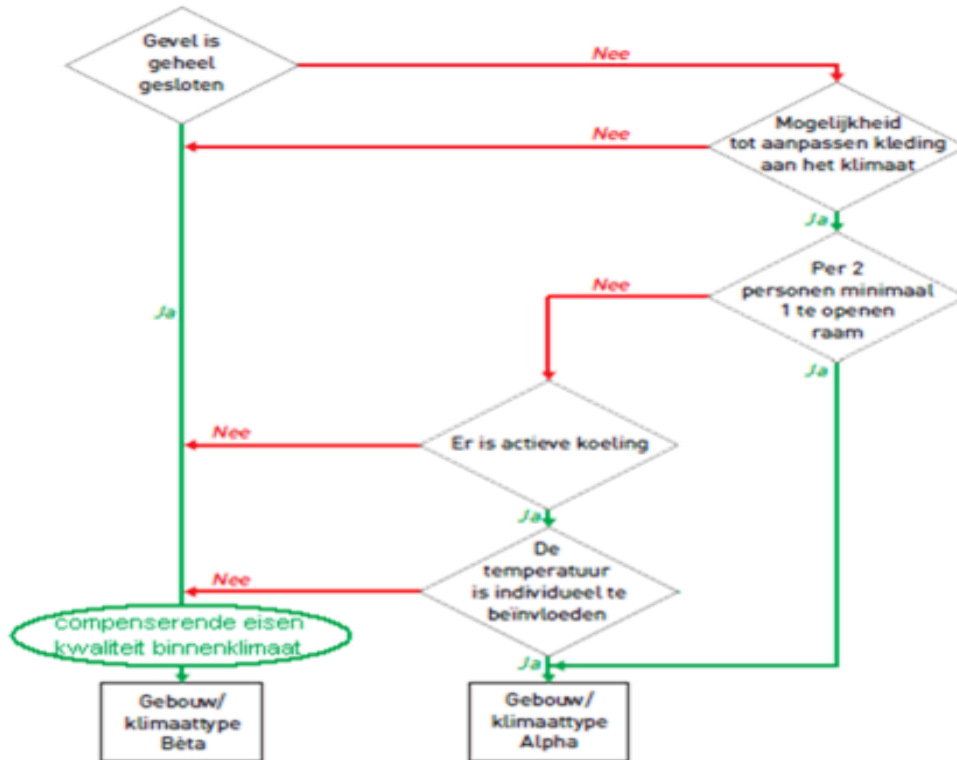 Gevel is
geheel
gesloten
Nee
Mogelijkheid
tot aanpassen kleding
aan het klimaat
Nee
Ja
Per 2
personen minimaal
1 te openen
raam
Nee
Ja
Ja
Er is actieve koeling
Nee
Ja
De
temperatuur
is individueel te
beïnvloeden
Nee
Ja
compenserende eisen
kwaliteit binnenklimaat
Gebouw/
klimaattype
Bèta
Gebouw/
klimaattype
Alpha